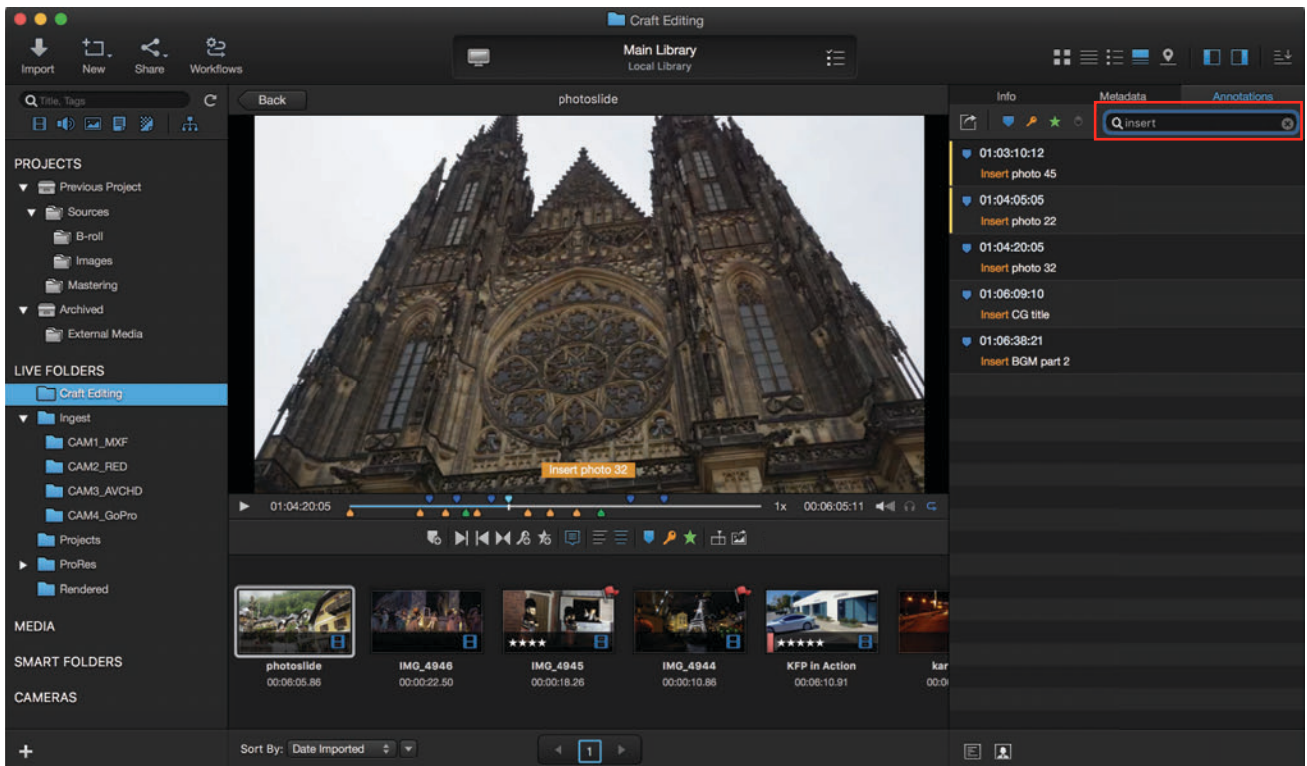 Craft Editing
Import
New
Share
Workflows
Main Library
Local Library
Title, Tags
PROJECTS
Previous Project
Sources
B-roll
Images
Mastering
Archived
External Media
LIVE FOLDERS
Craft Editing
Ingest
CAM1_MXF
CAM2_RED
CAM3_AVCHD
CAM4_GoPro
Projects
ProRes
Rendered
MEDIA
SMART FOLDERS
CAMERAS
Back
photoslide
Insert photo 32
01:04:20:05
1x 00:06:05:11
photoslide
00:06:05.86
IMG_4946
00:00:22.50
IMG_4945
00:00:18.26
IMG_4944
00:00:10.86
KFP in Action
00:06:10.91
kar
00:0
Sort By: Date Imported
1
Info
Metadata
Annotations
insert
01:03:10:12
Insert photo 45
01:04:05:05
Insert photo 22
01:04:20:05
Insert photo 32
01:06:09:10
Insert CG title
01:06:38:21
Insert BGM part 2